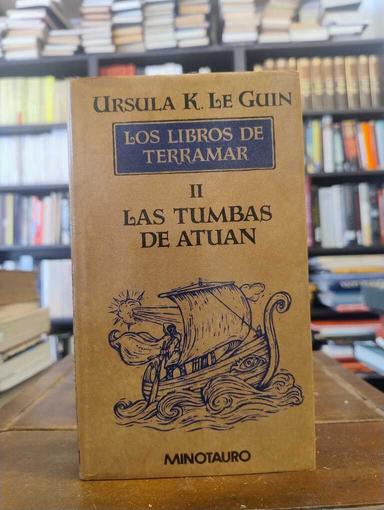 URSULA K. LE GUIN
LOS LIBROS DE
TERRAMAR
II
LAS TUMBAS
DE ATUAN
MINOTAURO